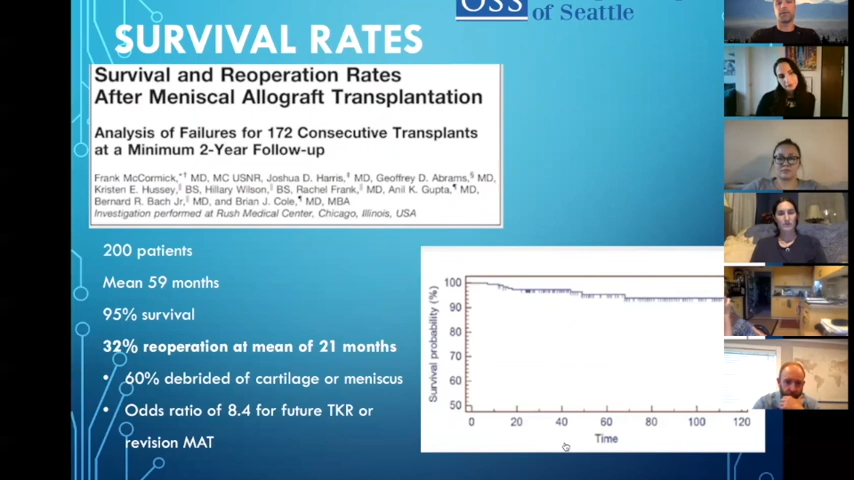 OSS
of Seattle
SURVIVAL RATES
Survival and Reoperation Rates
After Meniscal Allograft Transplantation
Analysis of Failures for 172 Consecutive Transplants
at a Minimum 2-Year Follow-up
Frank McCormick,*† MD, MC USNR, Joshua D. Harris,‡ MD, Geoffrey D. Abrams,§ MD,
Kristen E. Hussey,|| BS, Hillary Wilson,|| BS, Rachel Frank,|| MD, Anil K. Gupta,¶ MD,
Bernard R. Bach Jr,|| MD, and Brian J. Cole,¶ MD, MBA
Investigation performed at Rush Medical Center, Chicago, Illinois, USA
200 patients
Mean 59 months
95% survival
32% reoperation at mean of 21 months
• 60% debrided of cartilage or meniscus
• Odds ratio of 8.4 for future TKR or
revision MAT
Survival probability (%)
100
90
80
70
60
50
0 20 40 60 80 100 120
Time